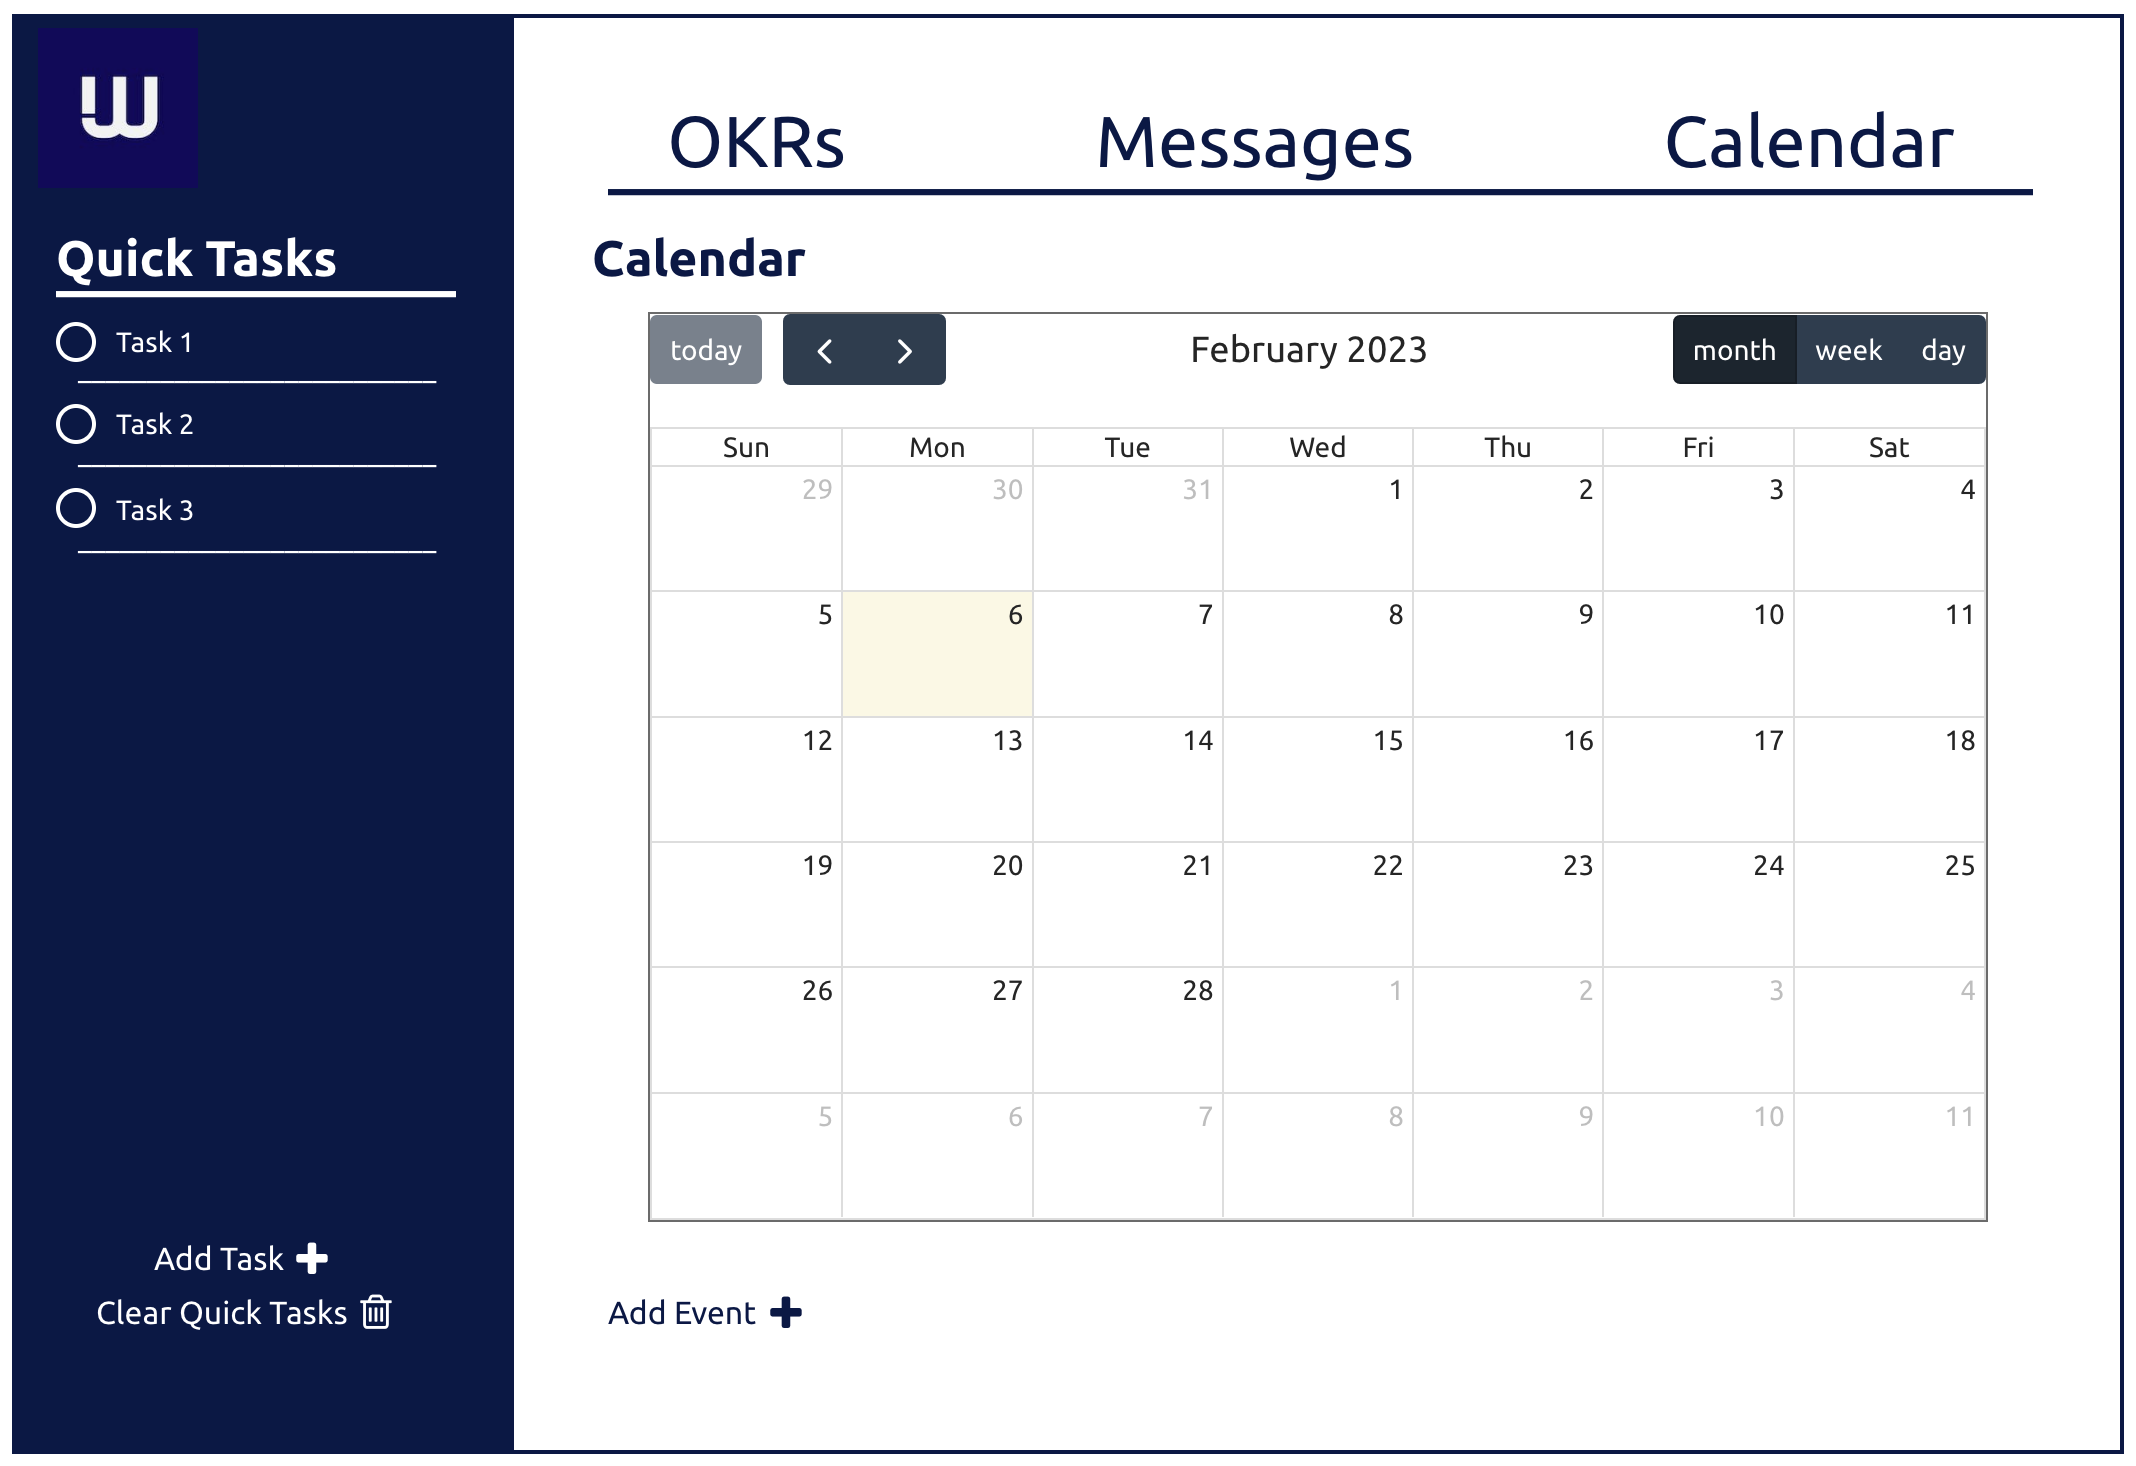 W
OKRs Messages Calendar
Quick Tasks
Task 1
Task 2
Task 3
Add Task
Clear Quick Tasks
Calendar
today February 2023 month week day
Sun Mon Tue Wed Thu Fri Sat
29 30 31 1 2 3 4
5 6 7 8 9 10 11
12 13 14 15 16 17 18
19 20 21 22 23 24 25
26 27 28 1 2 3 4
5 6 7 8 9 10 11
Add Event